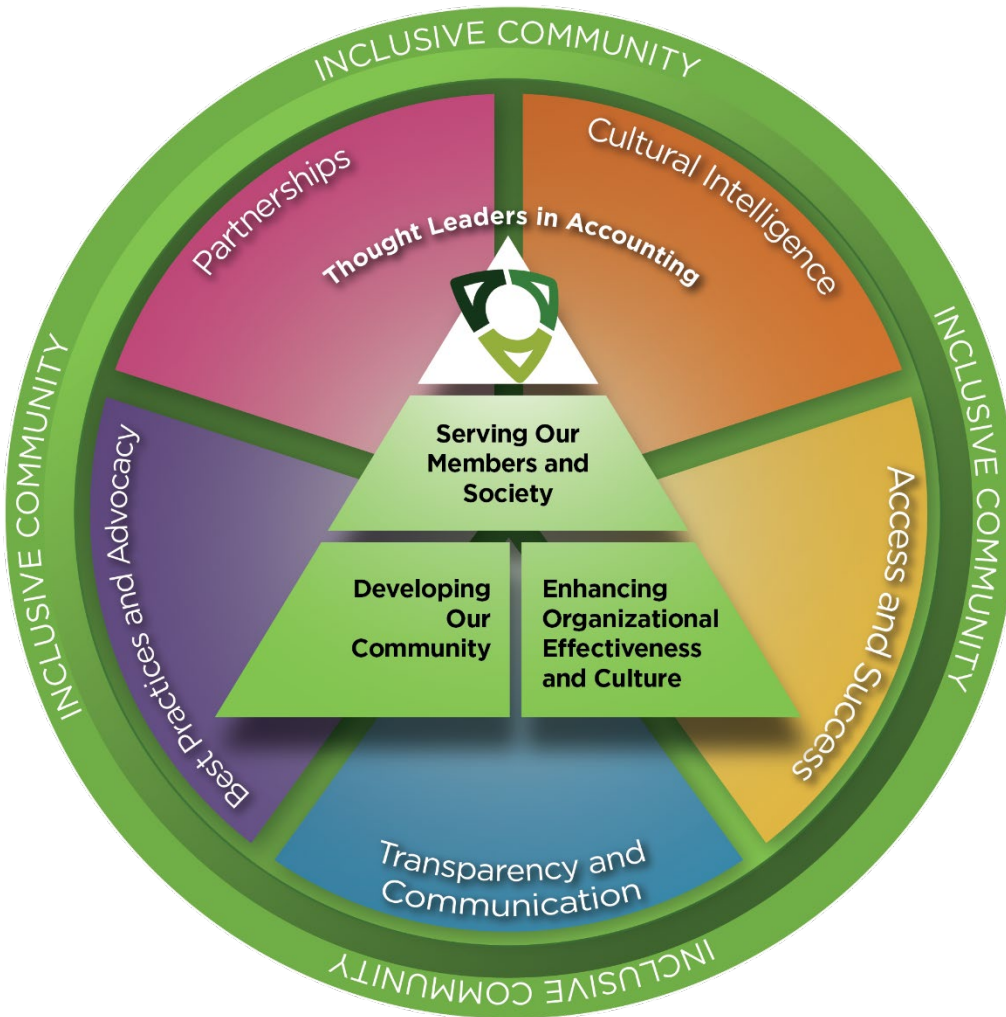 INCLUSIVE COMMUNITY
Partnerships
Cultural Intelligence
Thought Leaders in Accounting
Serving Our
Members and
Society
Developing
Our
Community
Enhancing
Organizational
Effectiveness
and Culture
Best Practices and Advocacy
Access and Success
Transparency and
Communication
INCLUSIVE COMMUNITY
INCLUSIVE COMMUNITY
INCLUSIVE COMMUNITY